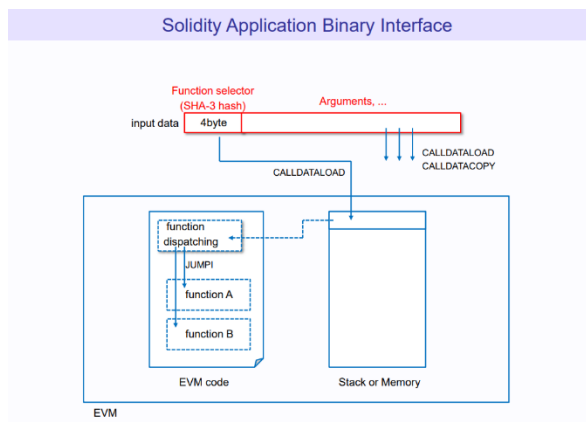 Solidity Application Binary Interface
Function selector
(SHA-3 hash)
Arguments, ...
input data
4byte
CALLDATALOAD
CALLDATACOPY
CALLDATALOAD
function
dispatching
JUMPI
function A
function B
EVM code
Stack or Memory
EVM